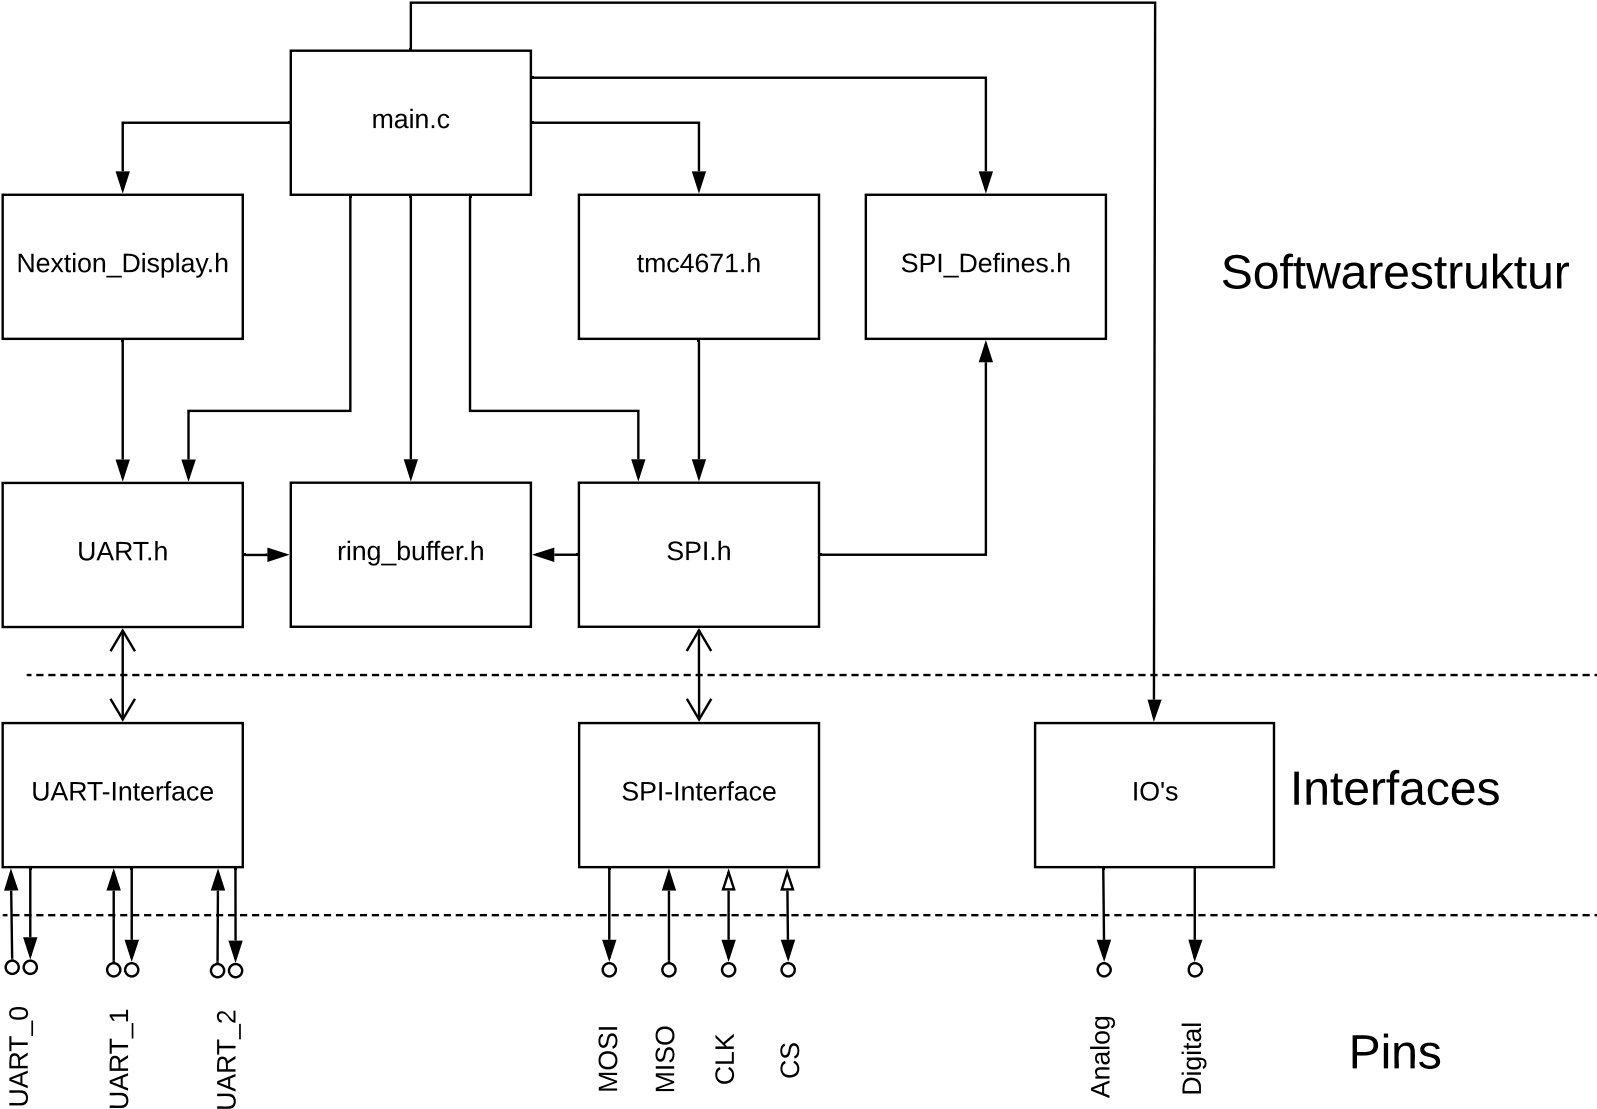 main.c
Nextion_Display.h
tmc4671.h
SPI_Defines.h
Softwarestruktur
UART.h
ring_buffer.h
SPI.h
UART-Interface
SPI-Interface
IO's
Interfaces
UART_0
UART_1
UART_2
MOSI
MISO
CLK
CS
Analog
Digital
Pins